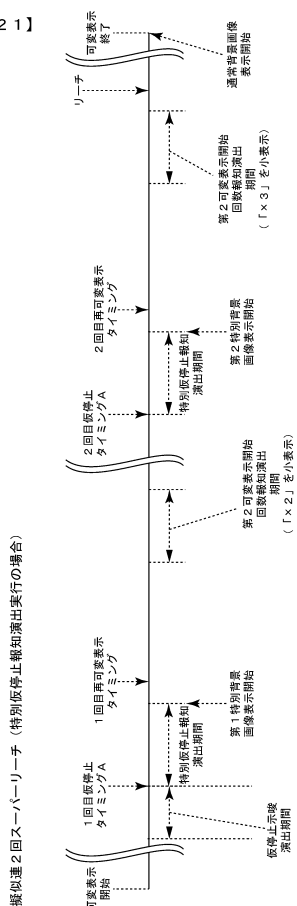 ２１】
擬似連２回スーパーリーチ（特別仮停止報知演出実行の場合）
可変表示
開始
仮停止示唆
演出期間
１回目仮停止
タイミングＡ
特別仮停止報知
演出期間
１回目再可変表示
タイミング
第１特別背景
画像表示開始
第２可変表示開始
回数報知演出
期間
（「×２」を小表示）
２回目仮停止
タイミングＡ
特別仮停止報知
演出期間
２回目再可変表示
タイミング
第２特別背景
画像表示開始
第２可変表示開始
回数報知演出
期間
（「×３」を小表示）
リーチ
可変表示
終了
通常背景画像
表示開始